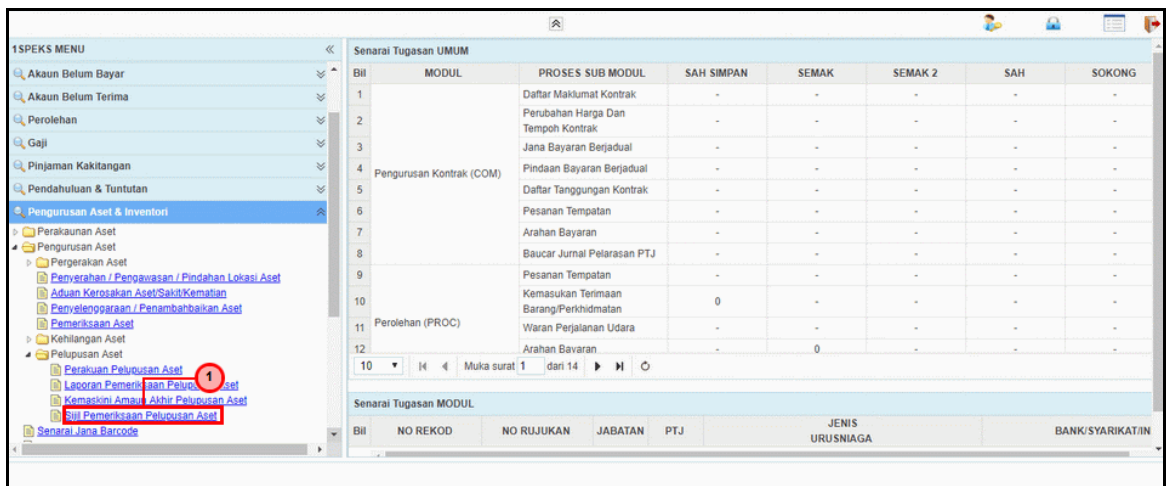 1SPEKS MENU
Akaun Belum Bayar
Akaun Belum Terima
Perolehan
Gaji
Pinjaman Kakitangan
Pendahuluan & Tuntutan
Pengurusan Aset & Inventori
Perakaunan Aset
Pengurusan Aset
Pergerakan Aset
Penyerahan / Pengawasan / Pindahan Lokasi Aset
Aduan Kerosakan Aset/Sakit/Kematian
Penyelenggaraan / Penambahbaikan Aset
Pemeriksaan Aset
Kehilangan Aset
Pelupusan Aset
Perakuan Pelupusan Aset
Laporan Pemeriksaan Aset
Kemaskini Amaun Akhir Pelupusan Aset
Sijil Pemeriksaan Pelupusan Aset
Senarai Jana Barcode
1
Senarai Tugasan UMUM
Bil MODUL PROSES SUB MODUL SAH SIMPAN SEMAK SEMAK 2 SAH SOKONG
1 Daftar Maklumat Kontrak - - - - -
2 Perubahan Harga Dan
Tempoh Kontrak - - - - -
3 Jana Bayaran Berjadual - - - - -
4 Pengurusan Kontrak (COM) Pindaan Bayaran Berjadual - - - - -
5 Daftar Tanggungan Kontrak - - - - -
6 Pesanan Tempatan - - - - -
7 Arahan Bayaran - - - - -
8 Baucar Jurnal Pelarasan PTJ - - - - -
9 Pesanan Tempatan - - - - -
10 Kemasukan Terimaan
Barang/Perkhidmatan 0 - - - -
11 Perolehan (PROC) Waran Perjalanan Udara - - - - -
12 Arahan Bayaran - 0 - - -
10 Muka surat 1 dari 14
Senarai Tugasan MODUL
Bil NO REKOD NO RUJUKAN JABATAN PTJ JENIS
URUSNIAGA BANK/SYARIKAT/IN